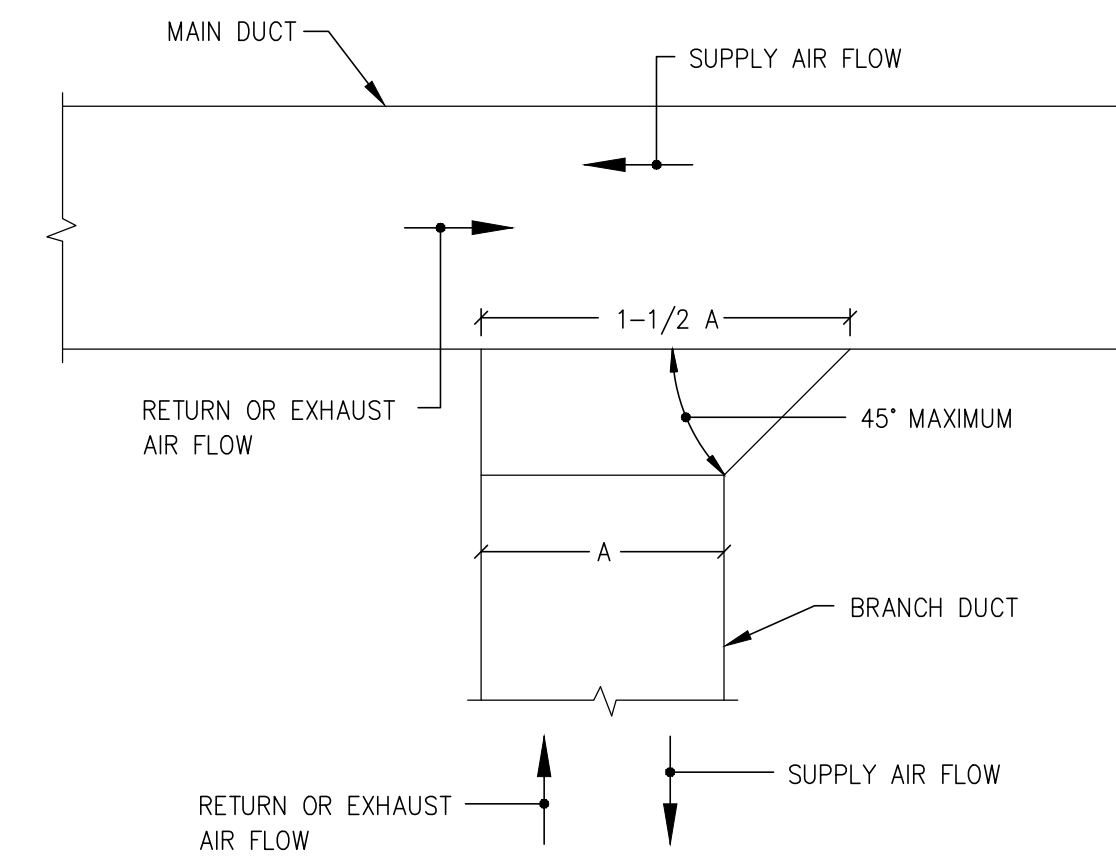 MAIN DUCT
SUPPLY AIR FLOW
1-1/2 A
RETURN OR EXHAUST
AIR FLOW
45° MAXIMUM
A
BRANCH DUCT
SUPPLY AIR FLOW
RETURN OR EXHAUST
AIR FLOW